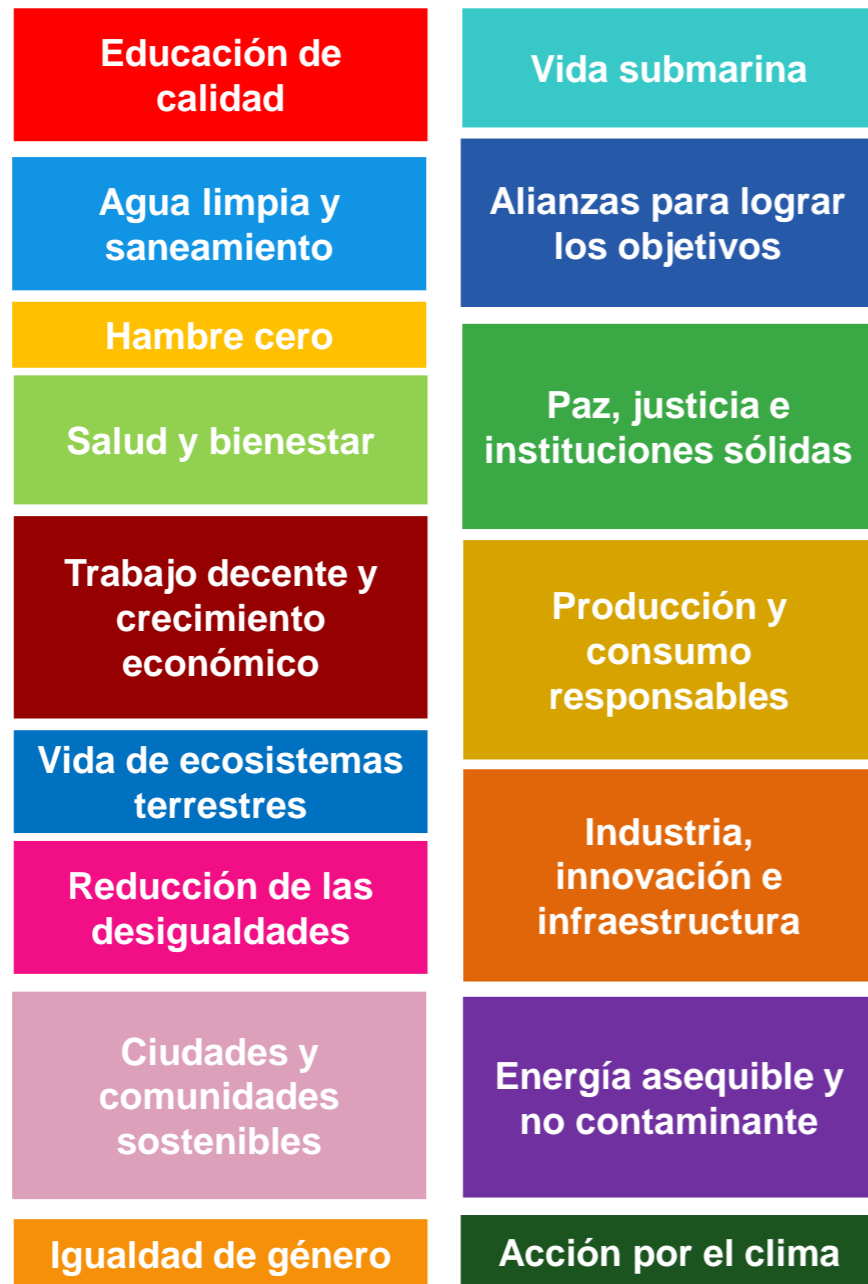 Educación de
calidad
Agua limpia y
saneamiento
Hambre cero
Salud y bienestar
Trabajo decente y
crecimiento
económico
Vida de ecosistemas
terrestres
Reducción de las
desigualdades
Ciudades y
comunidades
sostenibles
Igualdad de género
Vida submarina
Alianzas para lograr
los objetivos
Paz, justicia e
instituciones sólidas
Producción y
consumo
responsables
Industria,
innovación e
infraestructura
Energía asequible y
no contaminante
Acción por el clima